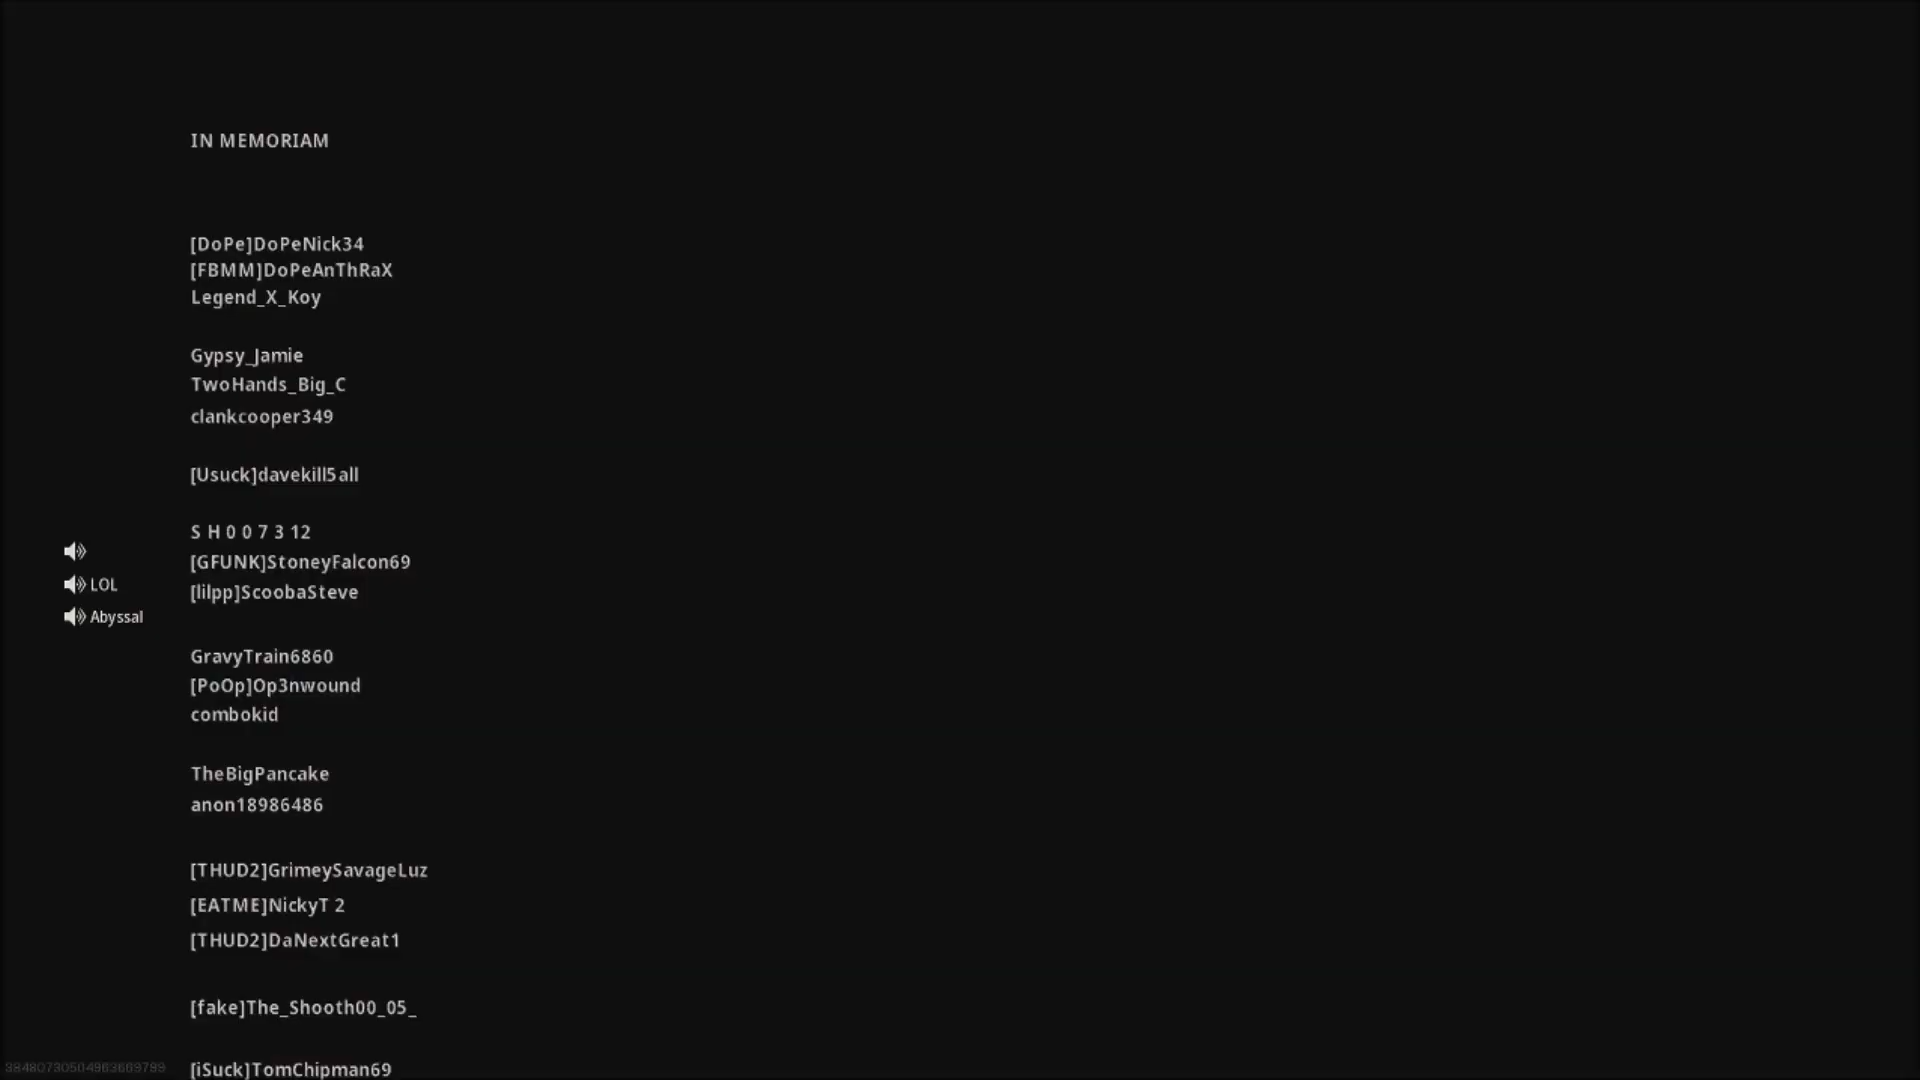 IN MEMORIAM
[DoPe]DoPeNick34
[FBMM]DoPeAnThRaX
Legend_X_Koy
Gypsy_Jamie
TwoHands_Big_C
clankcooper349
[Usuck]davekill5all
S H 0 0 7 3 12
[GFUNK]StoneyFalcon69
LOL
[lilpp]ScoobaSteve
Abyssal
GravyTrain6860
[PoOp]Op3nwound
combokid
TheBigPancake
anon18986486
[THUD2]GrimeySavageLuz
[EATME]NickyT 2
[THUD2]DaNextGreat1
[fake]The_Shooth00_05_
[iSuck]TomChipman69